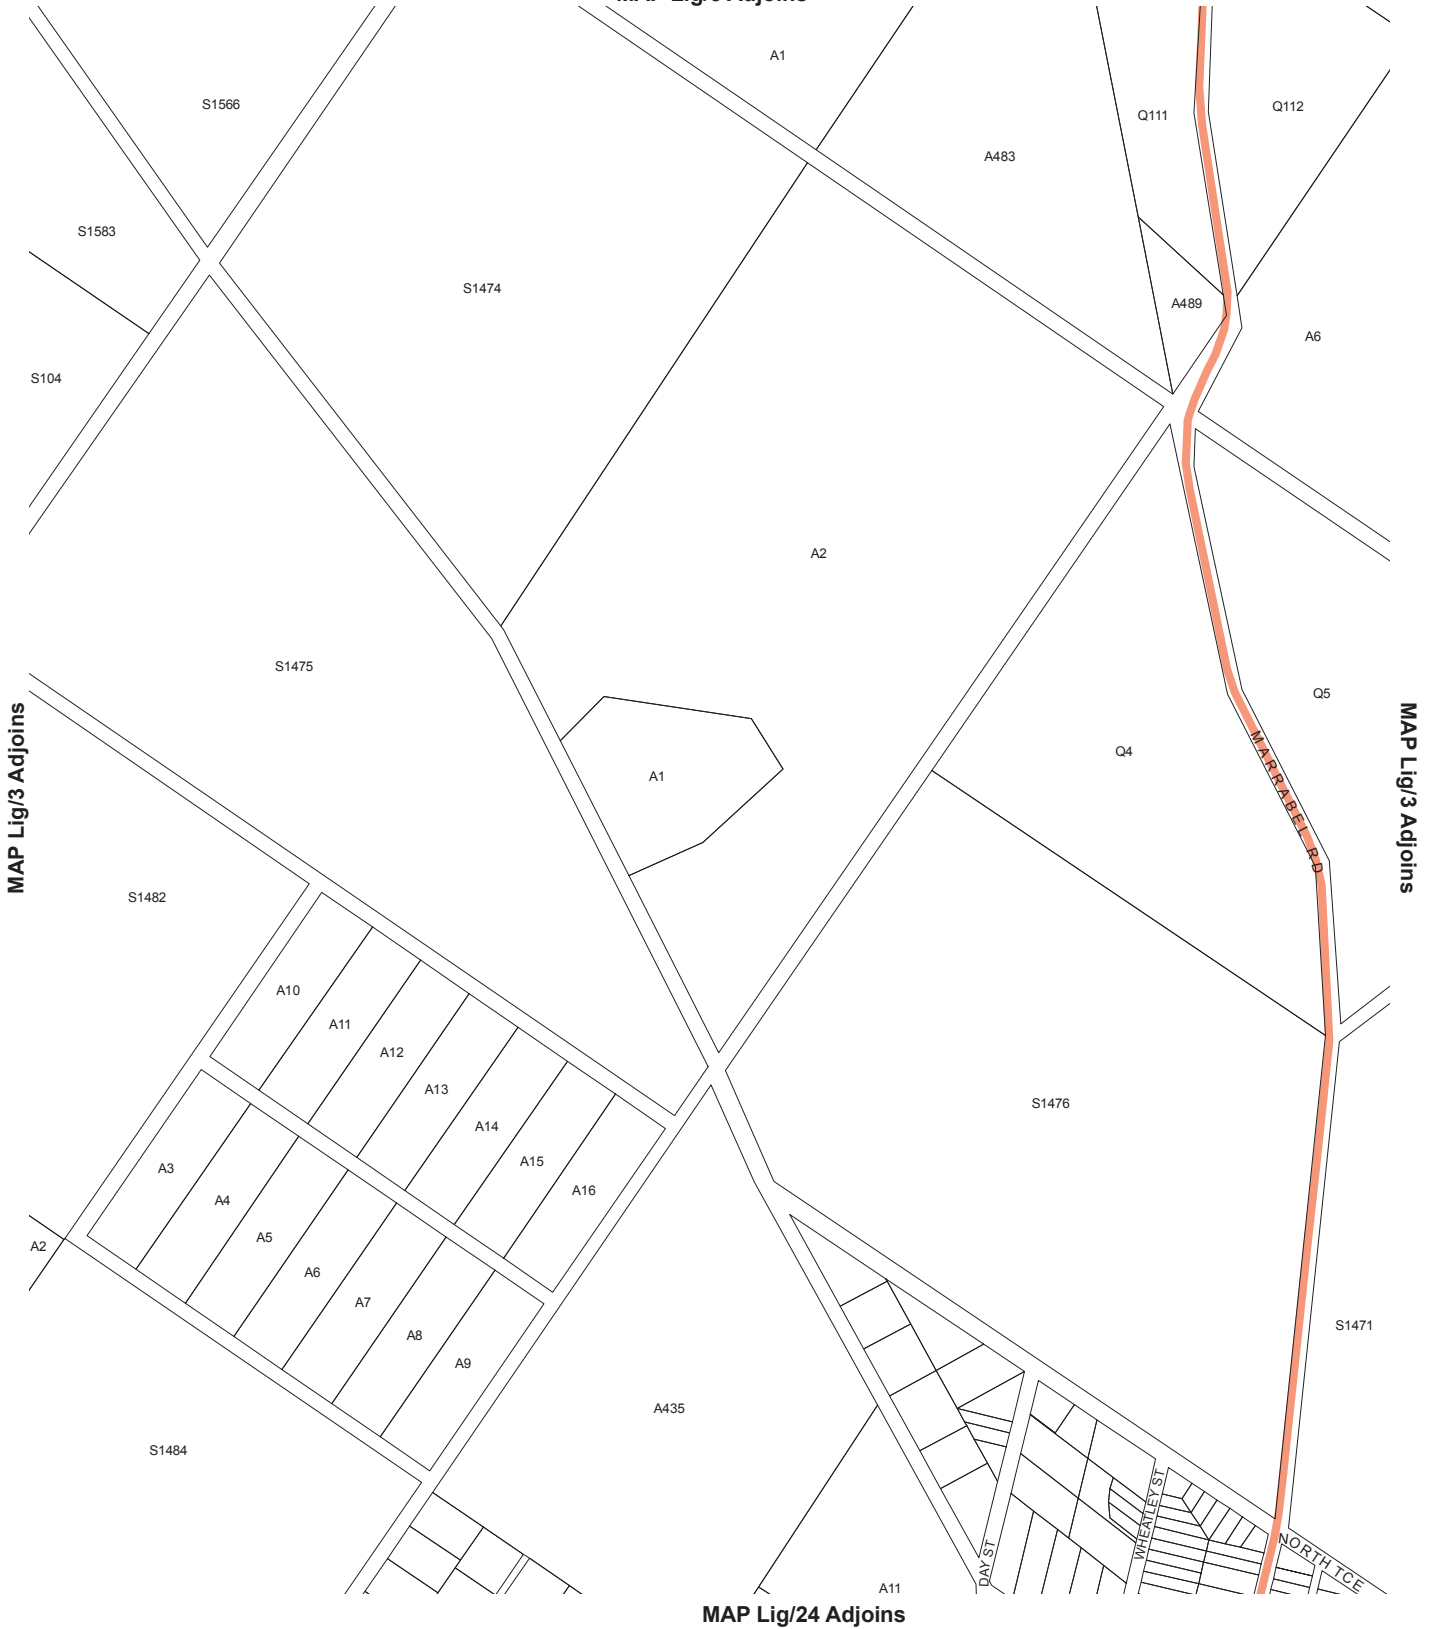 A1
S1566
Q111
Q112
A483
S1583
S1474
A489
A6
S104
A2
S1475
Q5
MAP Lig/3 Adjoins
MAP Lig/3 Adjoins
Q4
A1
MARRABEL RD
S1482
A10
A11
A12
A13
S1476
A14
A15
A3
A16
A4
A5
A2
A6
A7
S1471
A8
A9
A435
S1484
WHEATLEY ST
DAY ST
NORTH TCE
A11
MAP Lig/24 Adjoins